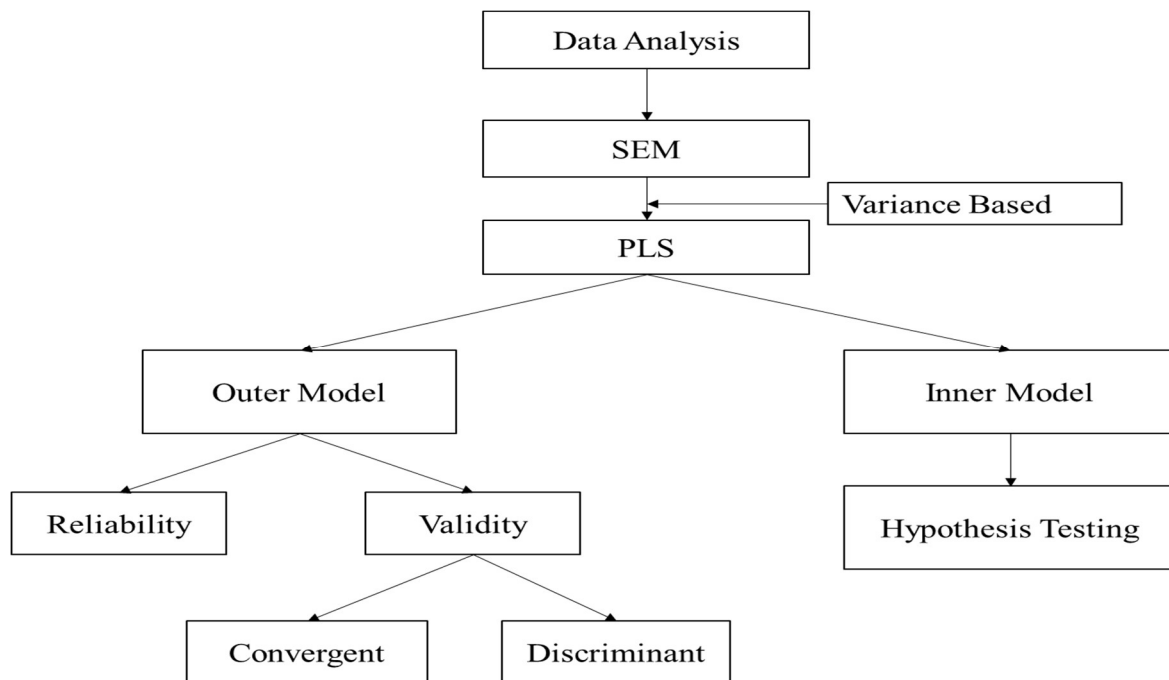 Data Analysis
SEM
Variance Based
PLS
Outer Model
Inner Model
Reliability
Validity
Hypothesis Testing
Convergent
Discriminant